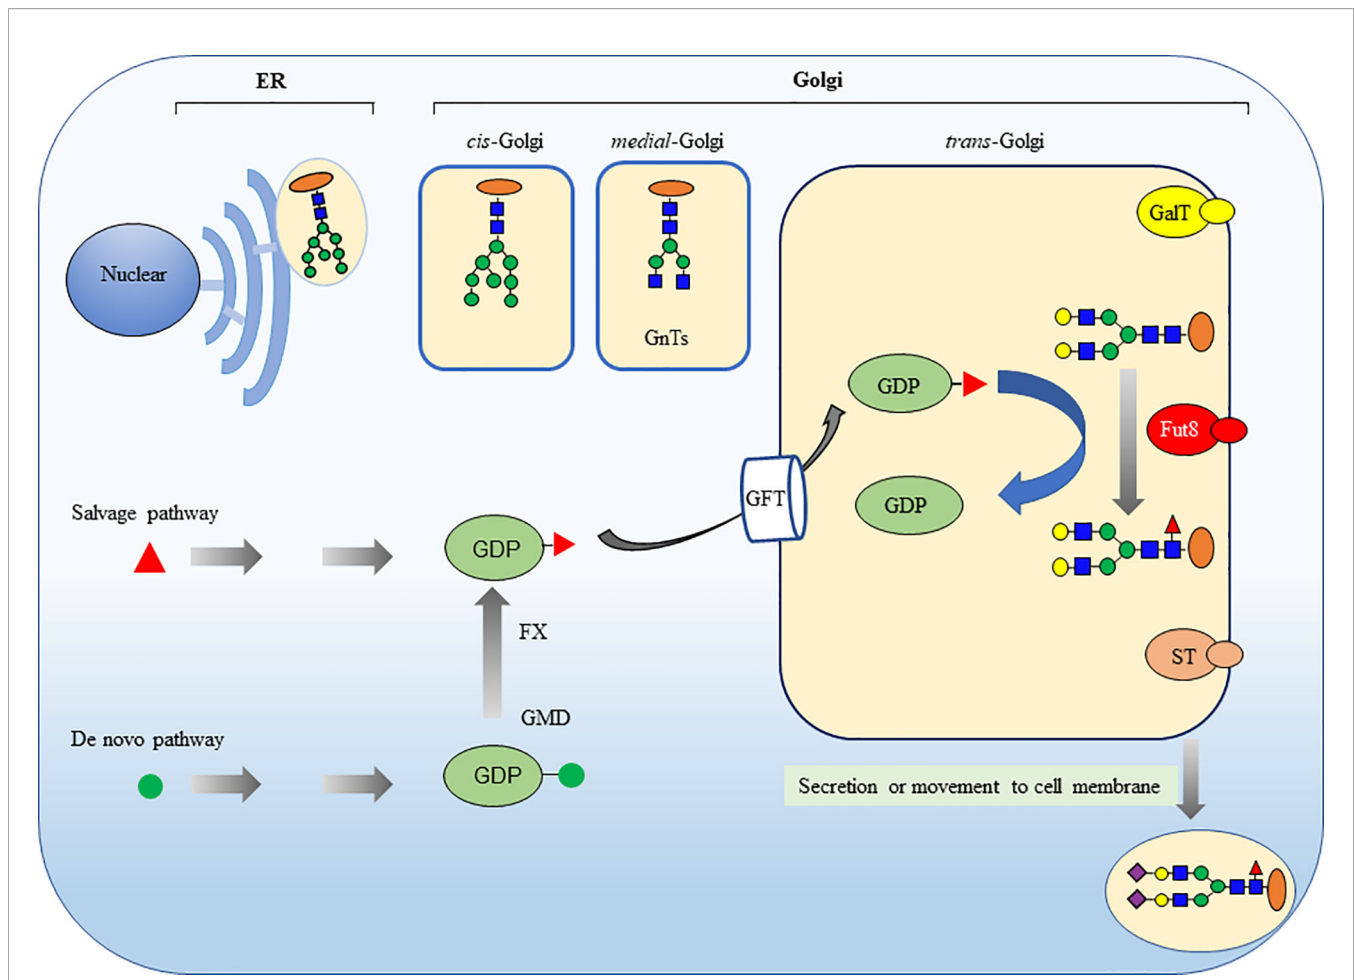 ER
Golgi
cis-Golgi
medial-Golgi
trans-Golgi
GalT
Nuclear
GnTs
GDP
Fut8
GFT
GDP
Salvage pathway
GDP
FX
ST
GMD
De novo pathway
GDP
Secretion or movement to cell membrane